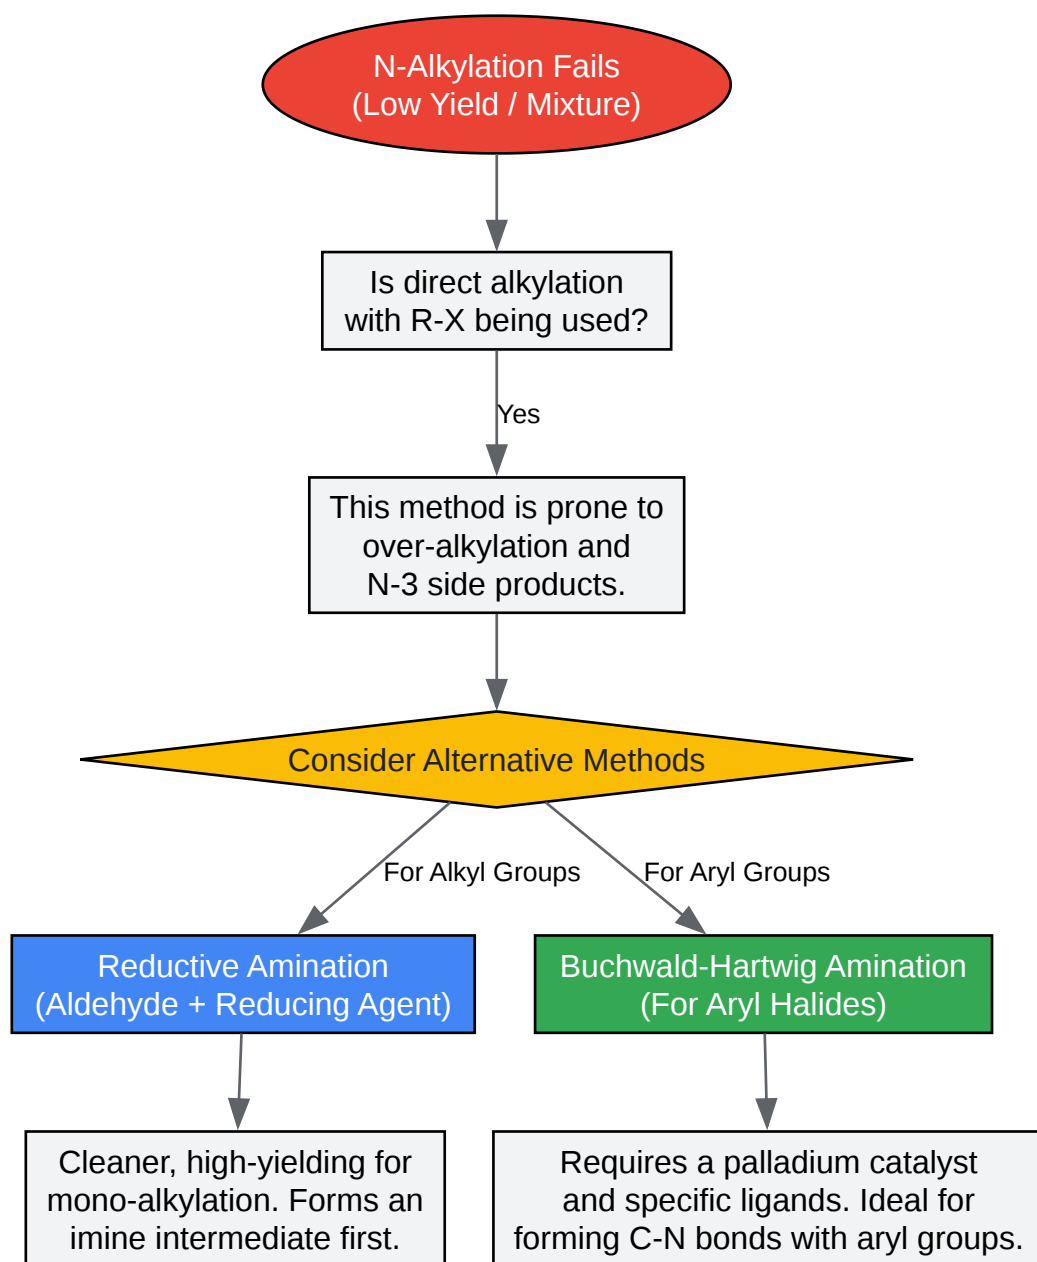 N-Alkylation Fails
(Low Yield / Mixture)
Is direct alkylation
with R-X being used?
Yes
This method is prone to
over-alkylation and
N-3 side products.
Consider Alternative Methods
For Alkyl Groups
For Aryl Groups
Reductive Amination
(Aldehyde + Reducing Agent)
Buchwald-Hartwig Amination
(For Aryl Halides)
Cleaner, high-yielding for
mono-alkylation. Forms an
imine intermediate first.
Requires a palladium catalyst
and specific ligands. Ideal for
forming C-N bonds with aryl groups.